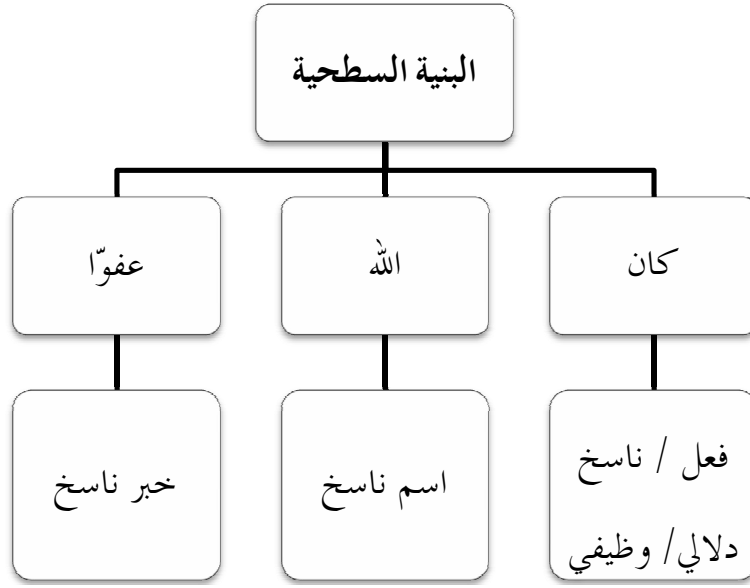 البنية السطحية
كان
الله
عفوّا
فعل / ناسخ
دلالي/ وظيفي
اسم ناسخ
خبر ناسخ